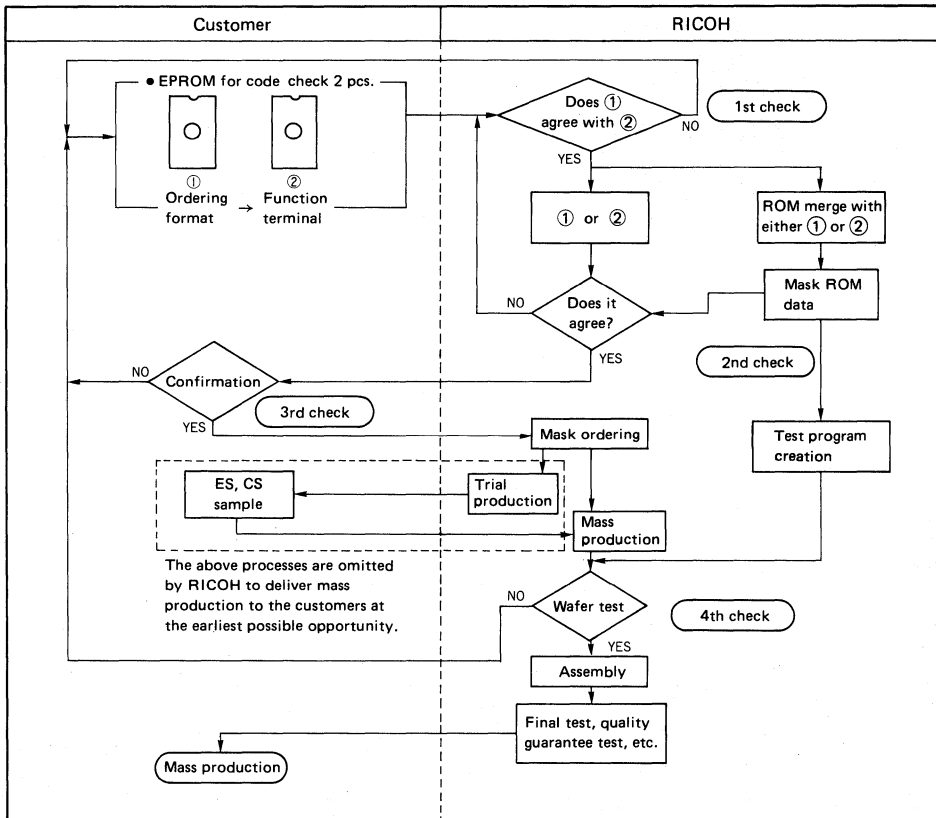 Customer
RICOH
● EPROM for code check 2 pcs.
①
②
Ordering
format
→
Function
terminal
Does ①
agree with ②
NO
YES
1st check
① or ②
ROM merge with
either ① or ②
Mask ROM
data
Does it
agree?
NO
YES
2nd check
Confirmation
NO
YES
3rd check
Mask ordering
Test program
creation
ES, CS
sample
Trial
production
Mass
production
The above processes are omitted
by RICOH to deliver mass
production to the customers at
the earliest possible opportunity.
NO
Wafer test
YES
4th check
Assembly
Final test, quality
guarantee test, etc.
Mass production